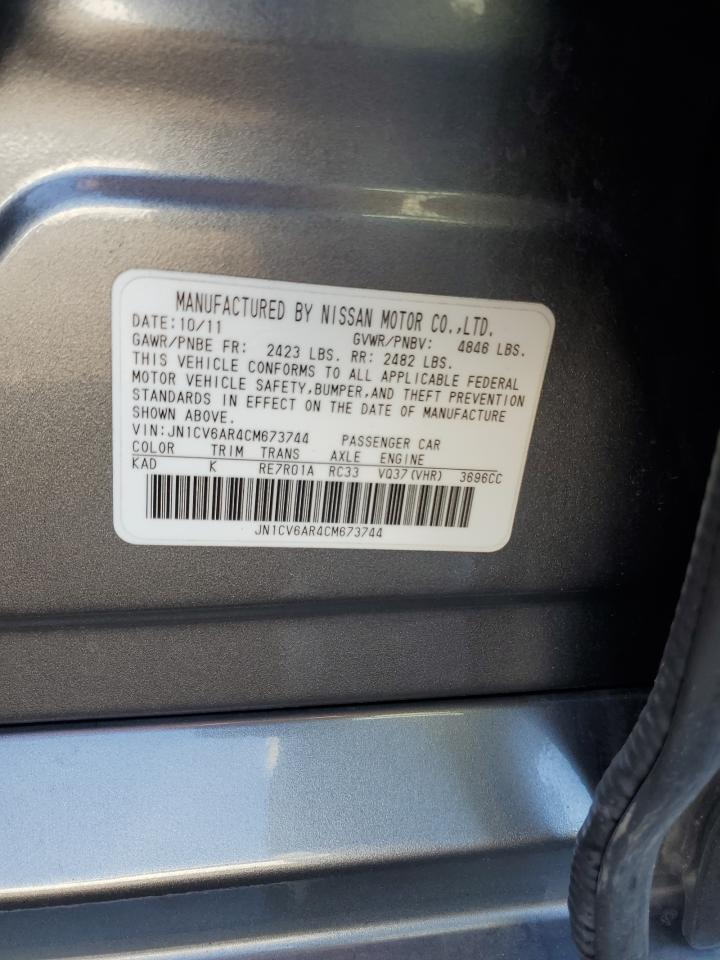 MANUFACTURED BY NISSAN MOTOR CO.,LTD.
DATE:10/11 GVWR/PNBV: 4846 LBS.
GAWR/PNBE FR: 2423 LBS. RR: 2482 LBS.
THIS VEHICLE CONFORMS TO ALL APPLICABLE FEDERAL
MOTOR VEHICLE SAFETY,BUMPER,AND THEFT PREVENTION
STANDARDS IN EFFECT ON THE DATE OF MANUFACTURE
SHOWN ABOVE.
VIN:JN1CV6AR4CM673744 PASSENGER CAR
COLOR TRIM TRANS AXLE ENGINE
KAD K RE7R01A RC33 VQ37(VHR) 3696CC
JN1CV6AR4CM673744